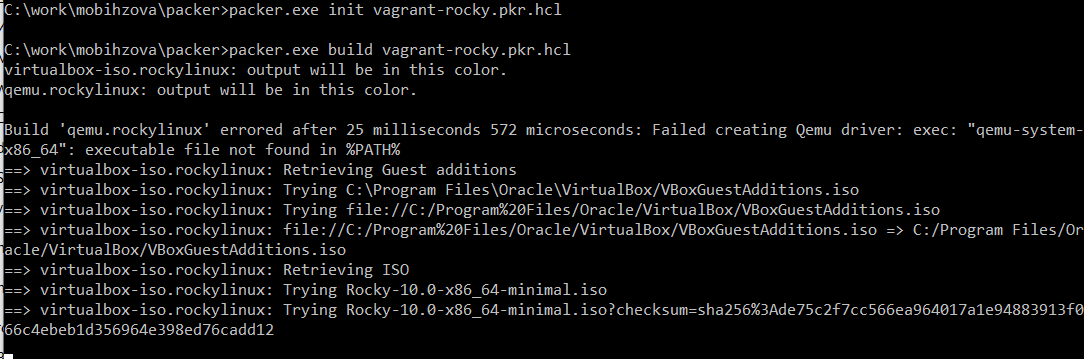 C:\work\mobihzova\packer>packer.exe init vagrant-rocky.pkr.hcl
C:\work\mobihzova\packer>packer.exe build vagrant-rocky.pkr.hcl
virtualbox-iso.rockylinux: output will be in this color.
qemu.rockylinux: output will be in this color.
Build 'qemu.rockylinux' errored after 25 milliseconds 572 microseconds: Failed creating Qemu driver: exec: "qemu-system-
x86_64": executable file not found in %PATH%
==> virtualbox-iso.rockylinux: Retrieving Guest additions
==> virtualbox-iso.rockylinux: Trying C:\Program Files\Oracle\VirtualBox/VBoxGuestAdditions.iso
==> virtualbox-iso.rockylinux: Trying file://C:/Program%20Files/Oracle/VirtualBox/VBoxGuestAdditions.iso
==> virtualbox-iso.rockylinux: file://C:/Program%20Files/Oracle/VirtualBox/VBoxGuestAdditions.iso => C:/Program Files/Or
acle/VirtualBox/VBoxGuestAdditions.iso
==> virtualbox-iso.rockylinux: Retrieving ISO
==> virtualbox-iso.rockylinux: Trying Rocky-10.0-x86_64-minimal.iso
==> virtualbox-iso.rockylinux: Trying Rocky-10.0-x86_64-minimal.iso?checksum=sha256%3Ade75c2f7cc566ea964017a1e94883913f0
66c4ebeb1d356964e398ed76cadd12